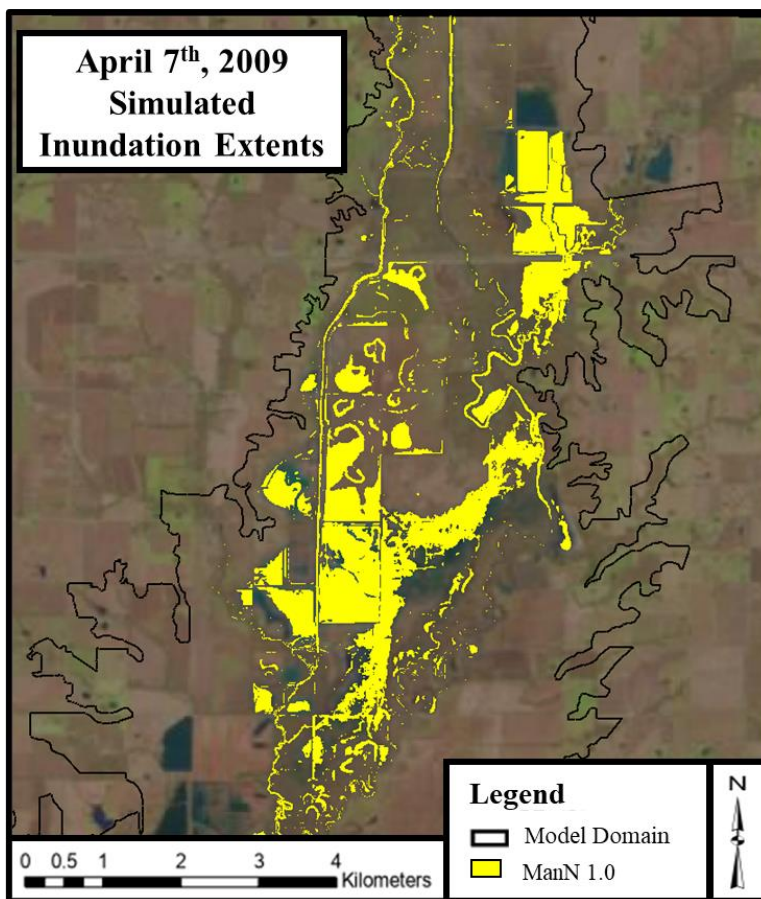 April 7th, 2009
Simulated
Inundation Extents
Legend
Model Domain
ManN 1.0
N
0 0.5 1 2 3 4
Kilometers